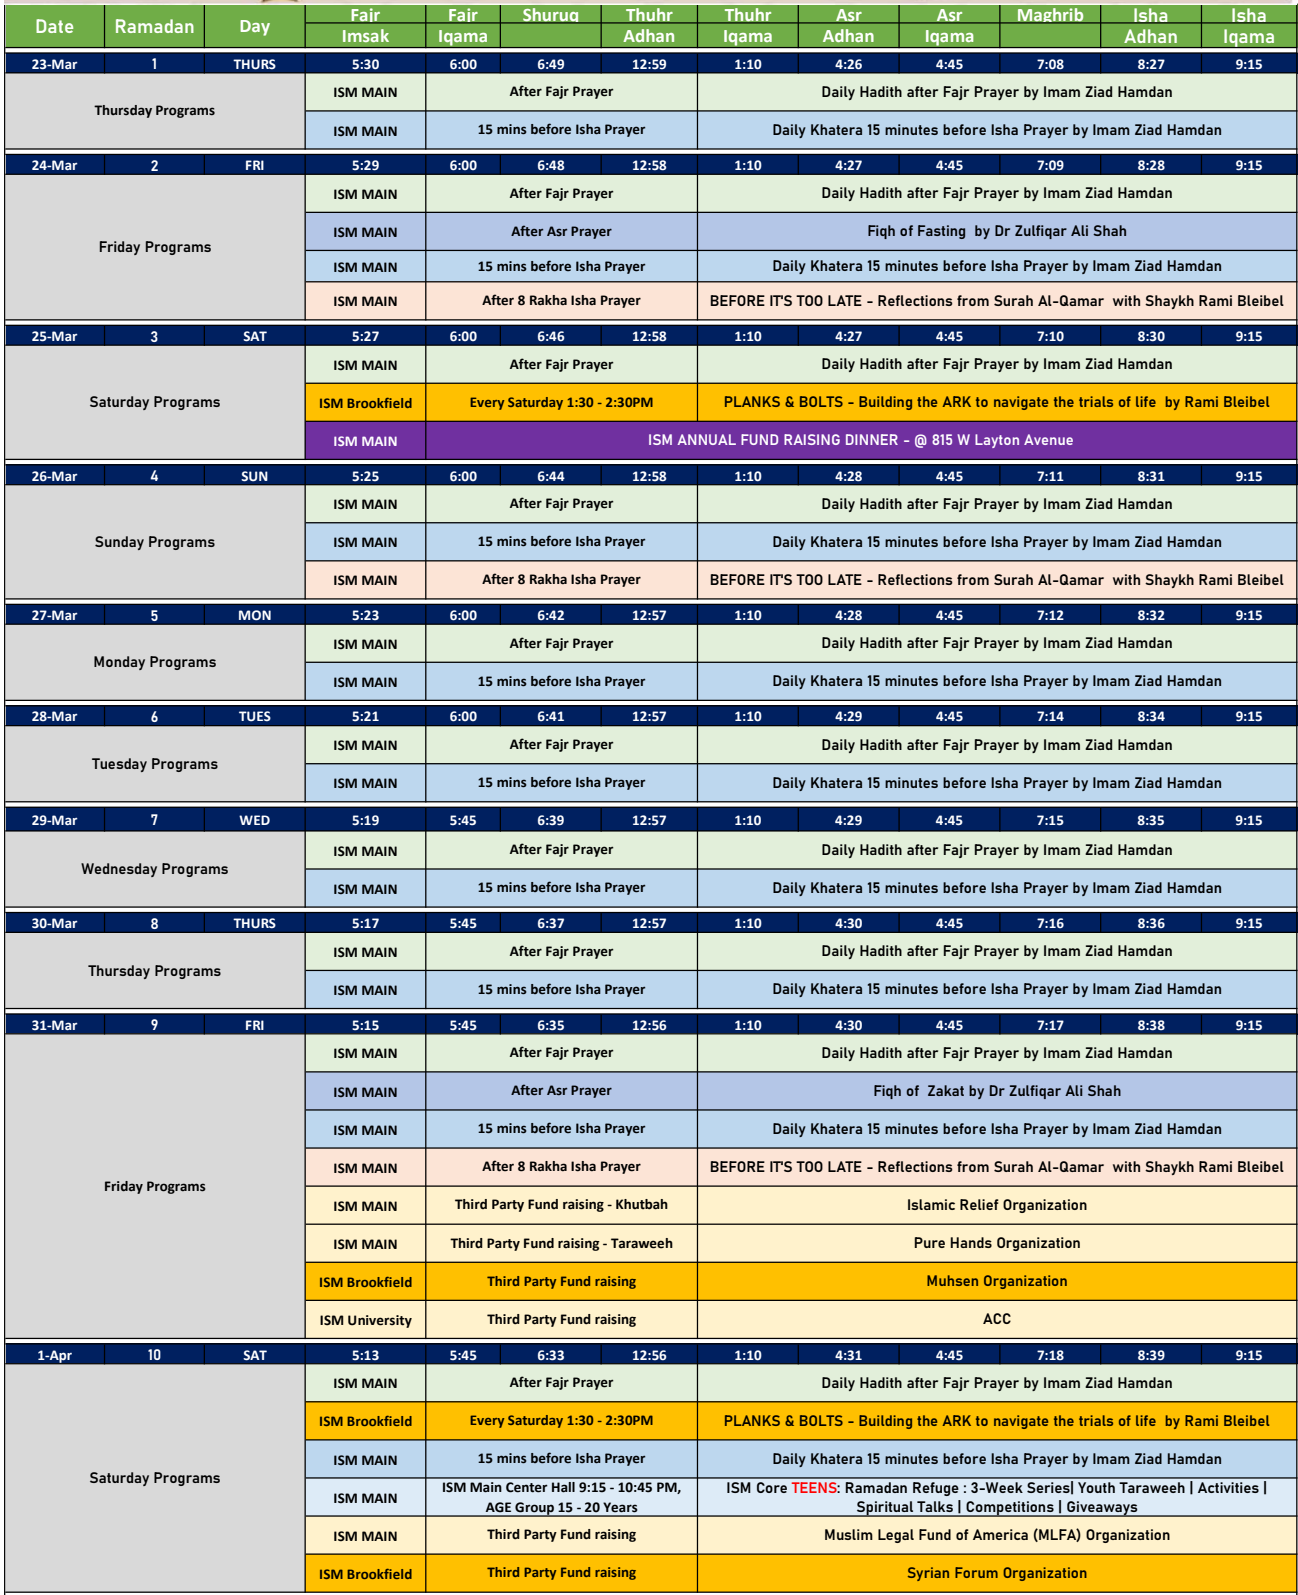 Date Ramadan Day Fajr Fajr Shuruq Thuhr Thuhr Asr Asr Maghrib Isha Isha
Imsak Iqama Adhan Iqama Adhan Iqama Adhan Iqama
23-Mar 1 THURS 5:30 6:00 6:49 12:59 1:10 4:26 4:45 7:08 8:27 9:15
Thursday Programs
ISM MAIN After Fajr Prayer Daily Hadith after Fajr Prayer by Imam Ziad Hamdan
ISM MAIN 15 mins before Isha Prayer Daily Khatera 15 minutes before Isha Prayer by Imam Ziad Hamdan
24-Mar 2 FRI 5:29 6:00 6:48 12:58 1:10 4:27 4:45 7:09 8:28 9:15
Friday Programs
ISM MAIN After Fajr Prayer Daily Hadith after Fajr Prayer by Imam Ziad Hamdan
ISM MAIN After Asr Prayer Fiqh of Fasting by Dr Zulfiqar Ali Shah
ISM MAIN 15 mins before Isha Prayer Daily Khatera 15 minutes before Isha Prayer by Imam Ziad Hamdan
ISM MAIN After 8 Rakha Isha Prayer BEFORE IT'S TOO LATE - Reflections from Surah Al-Qamar with Shaykh Rami Bleibel
25-Mar 3 SAT 5:27 6:00 6:46 12:58 1:10 4:27 4:45 7:10 8:30 9:15
Saturday Programs
ISM MAIN After Fajr Prayer Daily Hadith after Fajr Prayer by Imam Ziad Hamdan
ISM Brookfield Every Saturday 1:30 - 2:30PM PLANKS & BOLTS - Building the ARK to navigate the trials of life by Rami Bleibel
ISM MAIN ISM ANNUAL FUND RAISING DINNER - @ 815 W Layton Avenue
26-Mar 4 SUN 5:25 6:00 6:44 12:58 1:10 4:28 4:45 7:11 8:31 9:15
Sunday Programs
ISM MAIN After Fajr Prayer Daily Hadith after Fajr Prayer by Imam Ziad Hamdan
ISM MAIN 15 mins before Isha Prayer Daily Khatera 15 minutes before Isha Prayer by Imam Ziad Hamdan
ISM MAIN After 8 Rakha Isha Prayer BEFORE IT'S TOO LATE - Reflections from Surah Al-Qamar with Shaykh Rami Bleibel
27-Mar 5 MON 5:23 6:00 6:42 12:57 1:10 4:28 4:45 7:12 8:32 9:15
Monday Programs
ISM MAIN After Fajr Prayer Daily Hadith after Fajr Prayer by Imam Ziad Hamdan
ISM MAIN 15 mins before Isha Prayer Daily Khatera 15 minutes before Isha Prayer by Imam Ziad Hamdan
28-Mar 6 TUES 5:21 6:00 6:41 12:57 1:10 4:29 4:45 7:14 8:34 9:15
Tuesday Programs
ISM MAIN After Fajr Prayer Daily Hadith after Fajr Prayer by Imam Ziad Hamdan
ISM MAIN 15 mins before Isha Prayer Daily Khatera 15 minutes before Isha Prayer by Imam Ziad Hamdan
29-Mar 7 WED 5:19 5:45 6:39 12:57 1:10 4:29 4:45 7:15 8:35 9:15
Wednesday Programs
ISM MAIN After Fajr Prayer Daily Hadith after Fajr Prayer by Imam Ziad Hamdan
ISM MAIN 15 mins before Isha Prayer Daily Khatera 15 minutes before Isha Prayer by Imam Ziad Hamdan
30-Mar 8 THURS 5:17 5:45 6:37 12:57 1:10 4:30 4:45 7:16 8:36 9:15
Thursday Programs
ISM MAIN After Fajr Prayer Daily Hadith after Fajr Prayer by Imam Ziad Hamdan
ISM MAIN 15 mins before Isha Prayer Daily Khatera 15 minutes before Isha Prayer by Imam Ziad Hamdan
31-Mar 9 FRI 5:15 5:45 6:35 12:56 1:10 4:30 4:45 7:17 8:38 9:15
Friday Programs
ISM MAIN After Fajr Prayer Daily Hadith after Fajr Prayer by Imam Ziad Hamdan
ISM MAIN After Asr Prayer Fiqh of Zakat by Dr Zulfiqar Ali Shah
ISM MAIN 15 mins before Isha Prayer Daily Khatera 15 minutes before Isha Prayer by Imam Ziad Hamdan
ISM MAIN After 8 Rakha Isha Prayer BEFORE IT'S TOO LATE - Reflections from Surah Al-Qamar with Shaykh Rami Bleibel
ISM MAIN Third Party Fund raising - Khutbah Islamic Relief Organization
ISM MAIN Third Party Fund raising - Taraweeh Pure Hands Organization
ISM Brookfield Third Party Fund raising Muhsen Organization
ISM University Third Party Fund raising ACC
1-Apr 10 SAT 5:13 5:45 6:33 12:56 1:10 4:31 4:45 7:18 8:39 9:15
Saturday Programs
ISM MAIN After Fajr Prayer Daily Hadith after Fajr Prayer by Imam Ziad Hamdan
ISM Brookfield Every Saturday 1:30 - 2:30PM PLANKS & BOLTS - Building the ARK to navigate the trials of life by Rami Bleibel
ISM MAIN 15 mins before Isha Prayer Daily Khatera 15 minutes before Isha Prayer by Imam Ziad Hamdan
ISM MAIN
ISM Main Center Hall 9:15 - 10:45 PM,
AGE Group 15 - 20 Years
ISM Core TEENS: Ramadan Refuge : 3-Week Series| Youth Taraweeh | Activities |
Spiritual Talks | Competitions | Giveaways
ISM MAIN Third Party Fund raising Muslim Legal Fund of America (MLFA) Organization
ISM Brookfield Third Party Fund raising Syrian Forum Organization